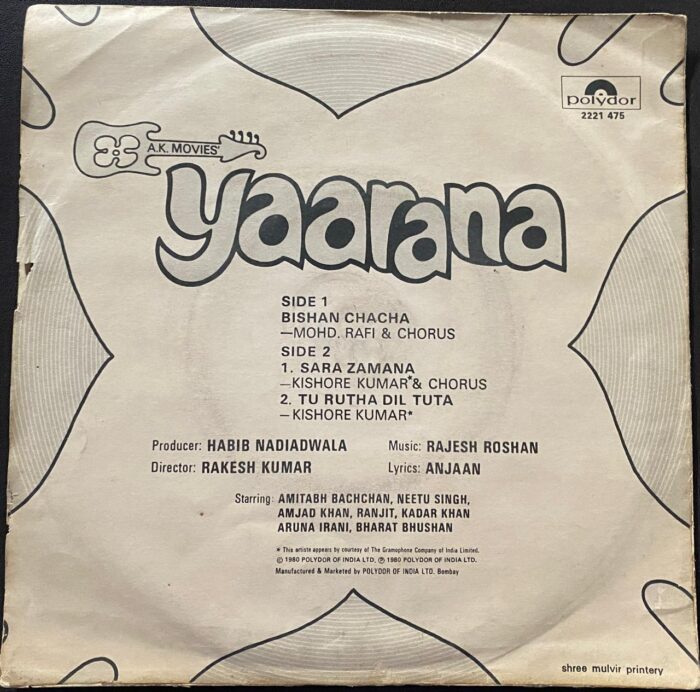 polydor
2221 475
A.K. MOVIES'
yaarana
SIDE 1
BISHAN CHACHA
—MOHD. RAFI & CHORUS
SIDE 2
1. SARA ZAMANA
—KISHORE KUMAR*& CHORUS
2. TU RUTHA DIL TUTA
—KISHORE KUMAR*
Producer: HABIB NADIADWALA
Music: RAJESH ROSHAN
Director: RAKESH KUMAR
Lyrics: ANJAAN
Starring: AMITABH BACHCHAN, NEETU SINGH,
AMJAD KHAN, RANJIT, KADAR KHAN
ARUNA IRANI, BHARAT BHUSHAN
* This artiste appears by courtesy of The Gramophone Company of India Limited.
© 1980 POLYDOR OF INDIA LTD. ℗ 1980 POLYDOR OF INDIA LTD.
Manufactured & Marketed by POLYDOR OF INDIA LTD. Bombay
shree mulvir printery